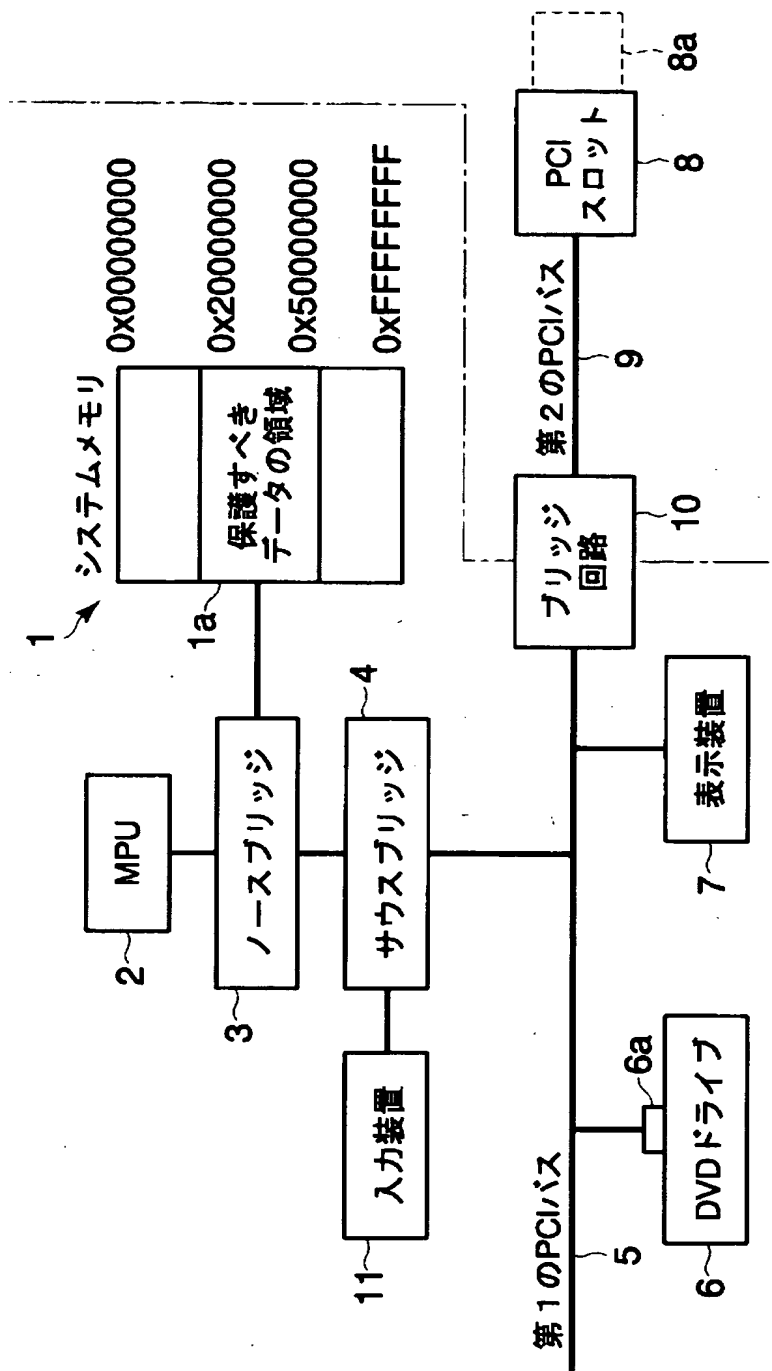 1
システムメモリ
0x00000000
0x20000000
0x50000000
0xFFFFFFFF
保護すべき
データの領域
1a
MPU
2
ノースブリッジ
3
サウスブリッジ
4
入力装置
11
第1のPCIバス
5
DVDドライブ
6
6a
表示装置
7
ブリッジ
回路
10
第2のPCIバス
9
PCI
スロット
8
8a